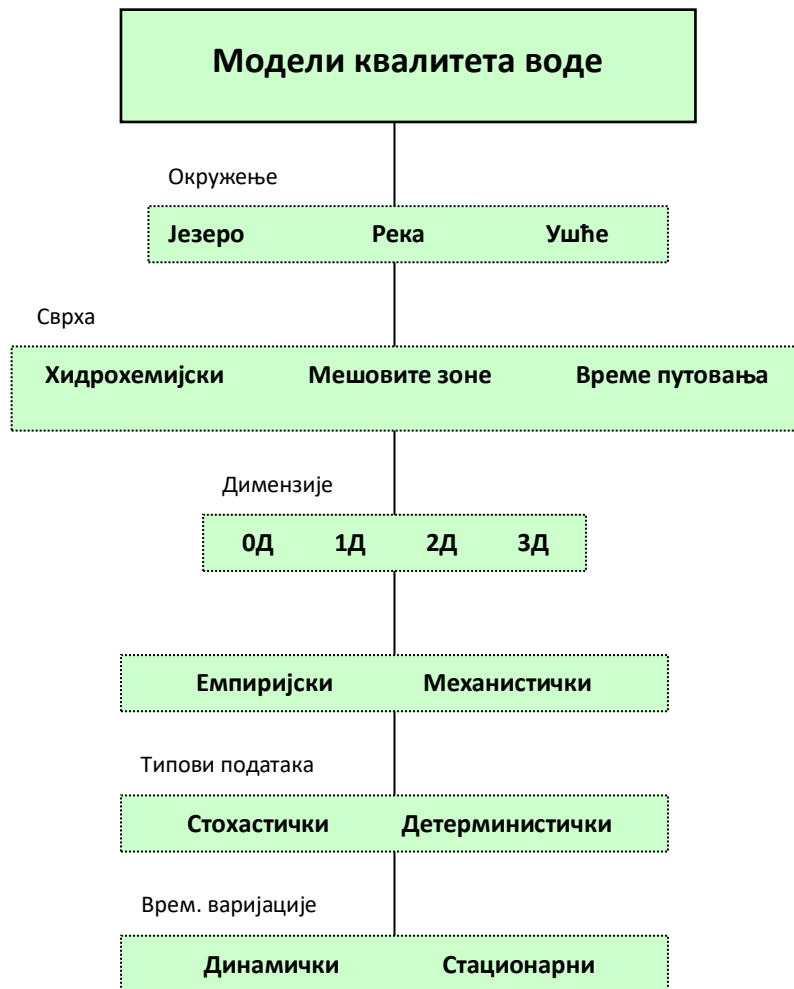 Модели квалитета воде
Окружење
Језеро Река Ушће
Сврха
Хидрохемијски Мешовите зоне Време путовања
Димензије
0Д 1Д 2Д 3Д
Емпиријски Механистички
Типови података
Стохастички Детерминистички
Врем. варијације
Динамички Стационарни